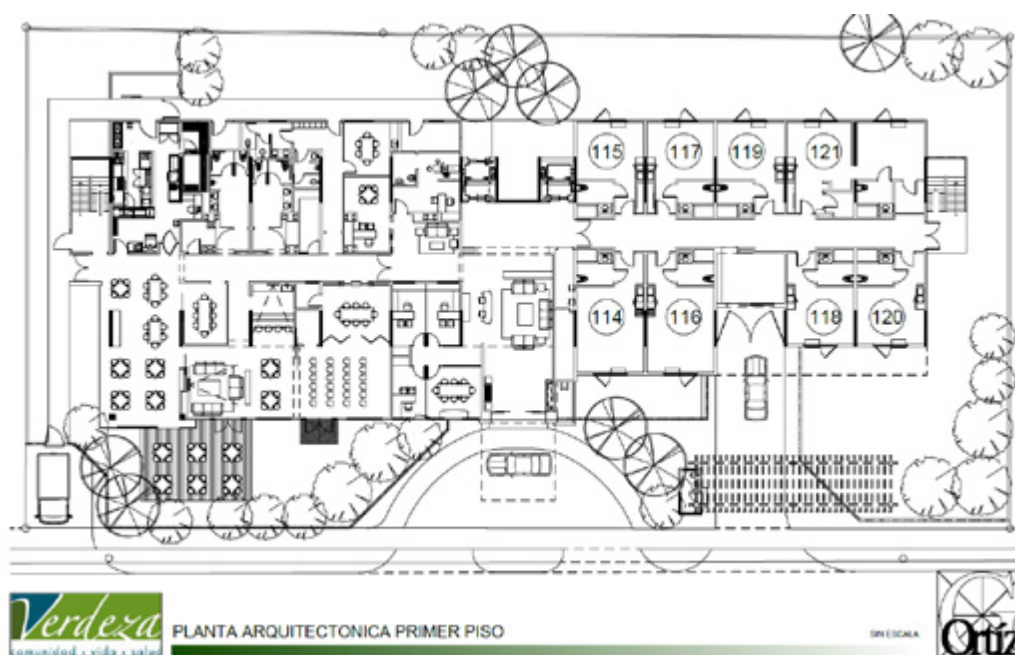 115
117
119
121
114
116
118
120
Verdeza
comunidad · vida · salud
PLANTA ARQUITECTONICA PRIMER PISO
SIN ESCALA
Ortíz